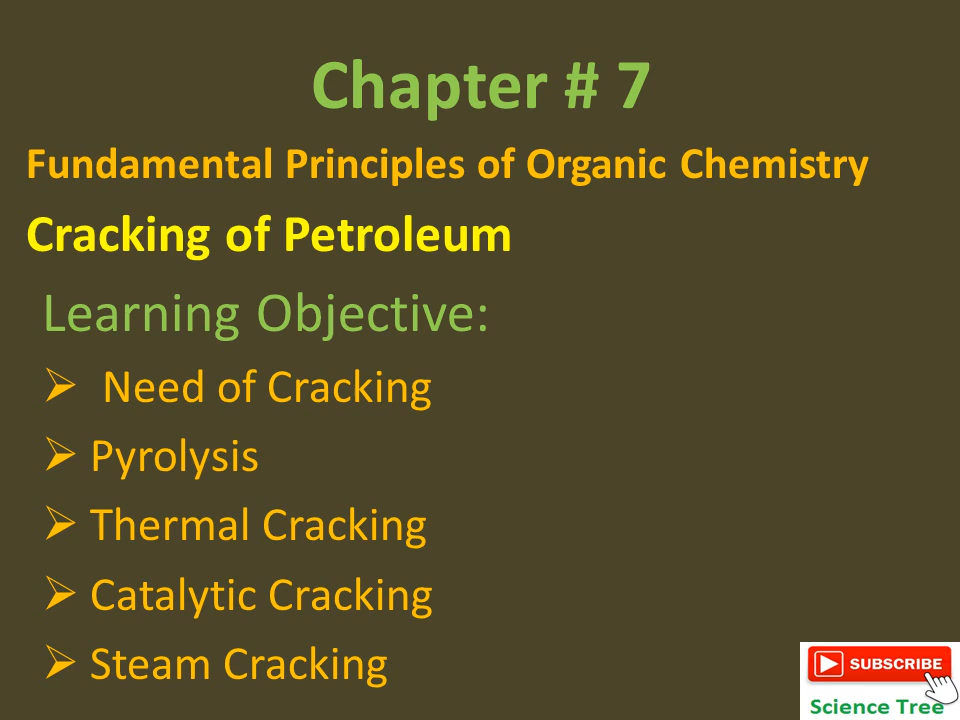 Chapter # 7
Fundamental Principles of Organic Chemistry
Cracking of Petroleum
Learning Objective:
➢ Need of Cracking
➢ Pyrolysis
➢ Thermal Cracking
➢ Catalytic Cracking
➢ Steam Cracking
SUBSCRIBE
Science Tree